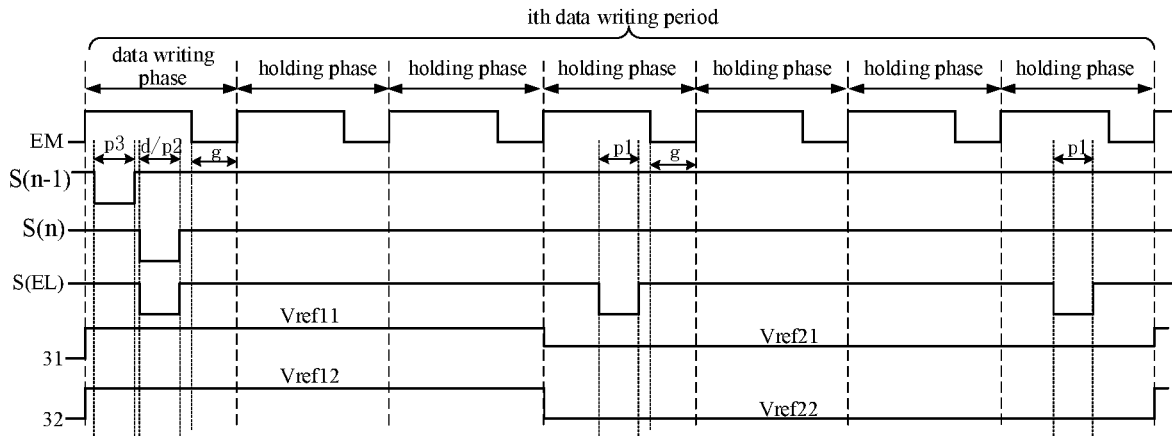 ith data writing period
data writing
phase
holding phase
holding phase
holding phase
holding phase
holding phase
holding phase
EM
p3
d/p2
g
p1
g
p1
S(n-1)
S(n)
S(EL)
Vref11
Vref21
31
Vref12
Vref22
32